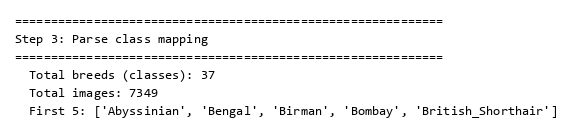 ============================================================
Step 3: Parse class mapping
============================================================
  Total breeds (classes): 37
  Total images: 7349
  First 5: ['Abyssinian', 'Bengal', 'Birman', 'Bombay', 'British_Shorthair']